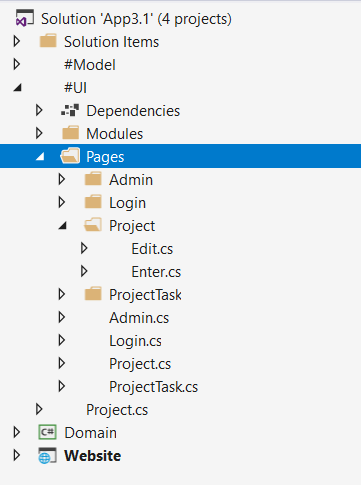 Solution 'App3.1' (4 projects)
Solution Items
#Model
#UI
Dependencies
Modules
Pages
Admin
Login
Project
Edit.cs
Enter.cs
ProjectTask
Admin.cs
Login.cs
Project.cs
ProjectTask.cs
Project.cs
C# Domain
Website